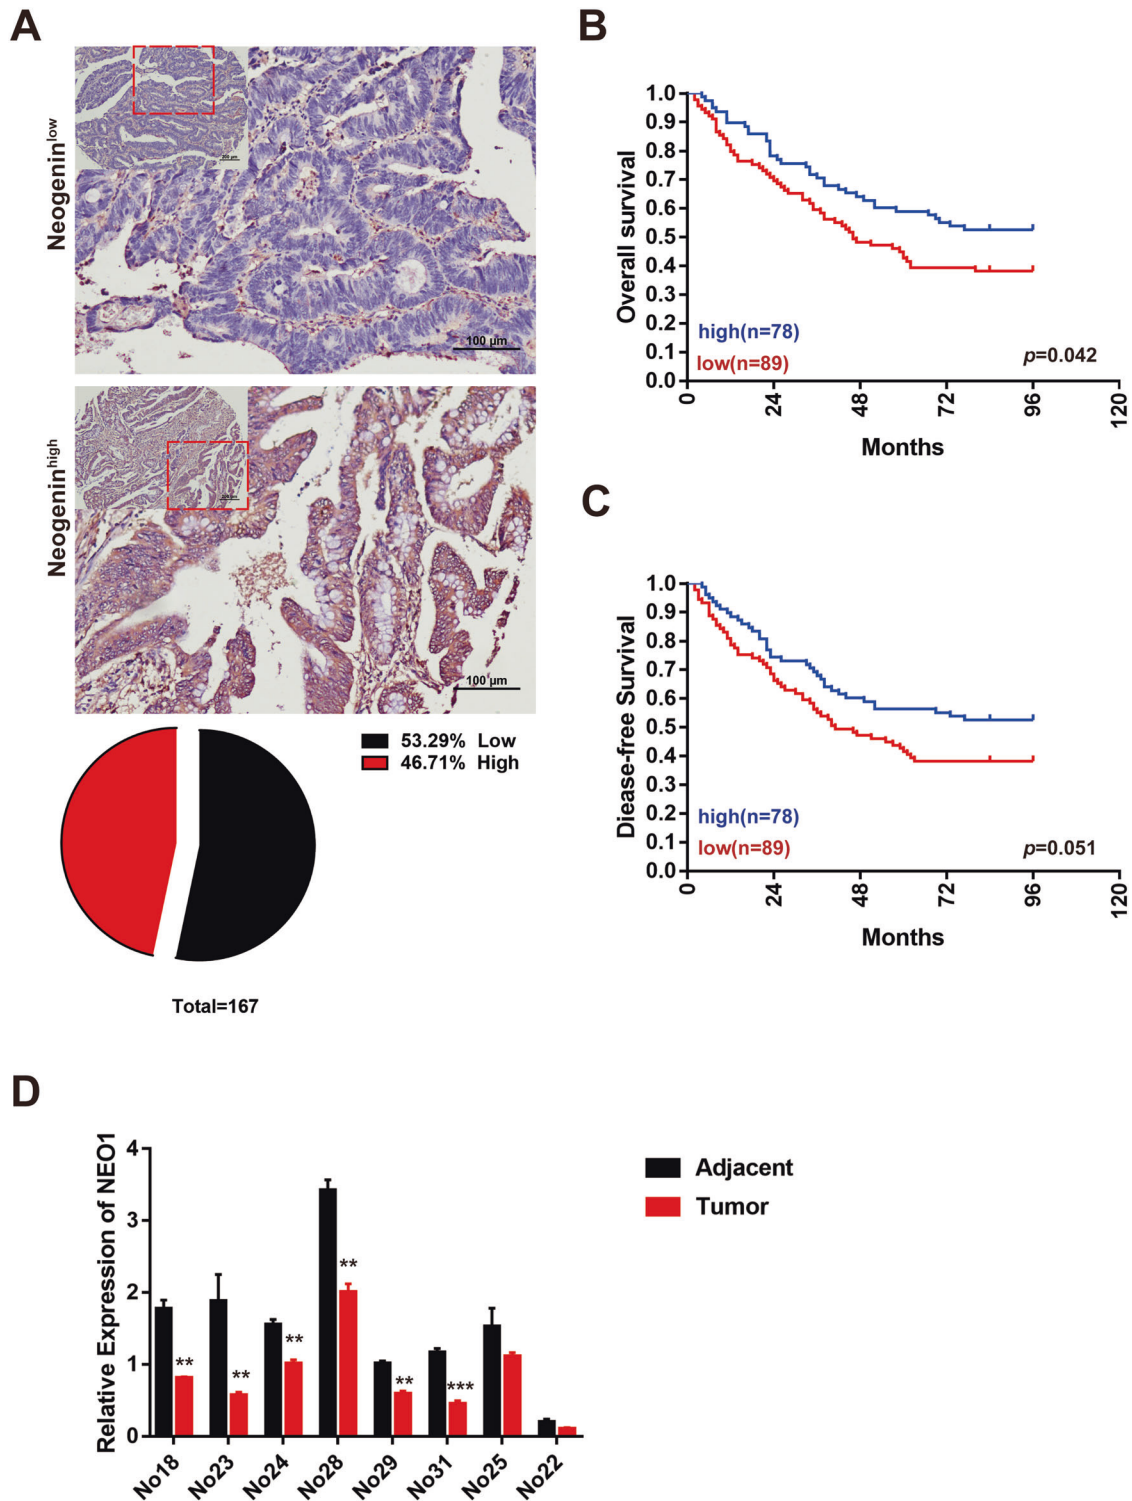 A
Neogenin^low
200 μm
100 μm
Neogenin^high
200 μm
100 μm
53.29% Low
46.71% High
Total=167
B
Overall survival
1.0
0.9
0.8
0.7
0.6
0.5
0.4
0.3
0.2
0.1
0.0
high(n=78)
low(n=89)
p=0.042
0 24 48 72 96 120
Months
C
Diease-free Survival
1.0
0.9
0.8
0.7
0.6
0.5
0.4
0.3
0.2
0.1
0.0
high(n=78)
low(n=89)
p=0.051
0 24 48 72 96 120
Months
D
Relative Expression of NEO1
4
3
2
1
0
** ** ** ** ** ***
No18 No23 No24 No28 No29 No31 No25 No22
Adjacent
Tumor